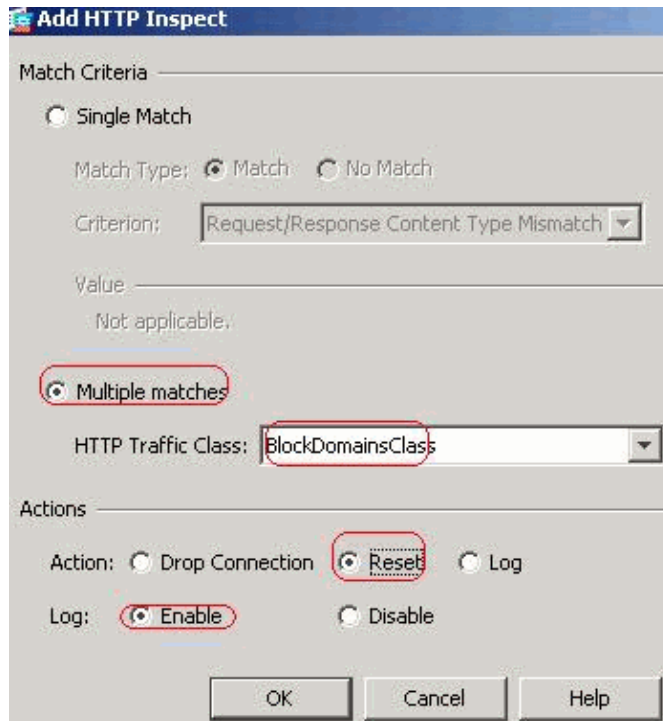 Add HTTP Inspect
Match Criteria
Single Match
Match Type: Match No Match
Criterion: Request/Response Content Type Mismatch
Value
Not applicable.
Multiple matches
HTTP Traffic Class: BlockDomainsClass
Actions
Action: Drop Connection Reset Log
Log: Enable Disable
OK Cancel Help